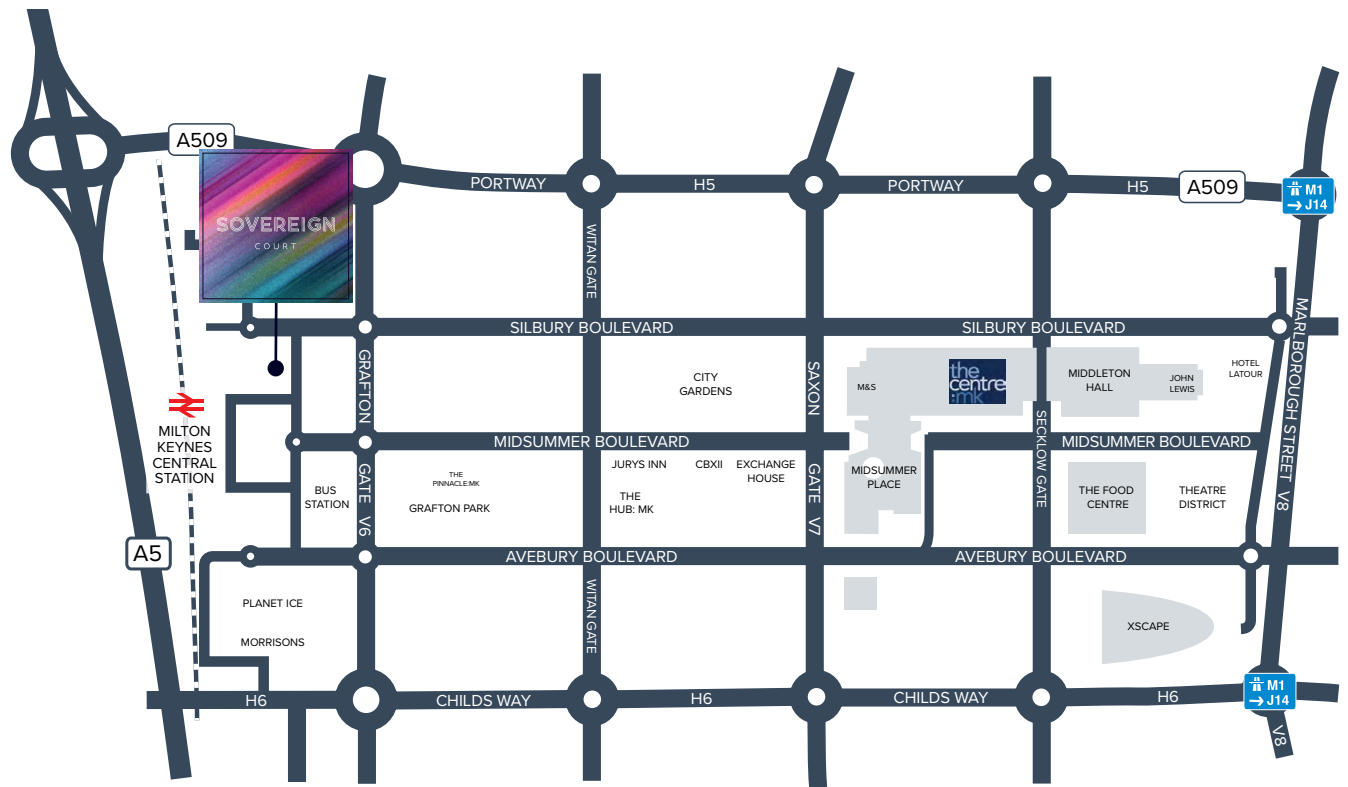 A509
SOVEREIGN
COURT
PORTWAY
H5
PORTWAY
H5
A509
M1
J14
WITAN GATE
SILBURY BOULEVARD
SILBURY BOULEVARD
MARLBOROUGH STREET V8
GRAFTON
GATE V6
SAXON
GATE V7
CITY
GARDENS
M&S
the
centre
:mk
MIDDLETON
HALL
JOHN
LEWIS
HOTEL
LATOUR
SECKLOW GATE
MILTON
KEYNES
CENTRAL
STATION
MIDSUMMER BOULEVARD
MIDSUMMER BOULEVARD
BUS
STATION
THE
PINNACLE:MK
GRAFTON PARK
JURYS INN
CBXII
EXCHANGE
HOUSE
THE
HUB: MK
MIDSUMMER
PLACE
THE FOOD
CENTRE
THEATRE
DISTRICT
A5
AVEBURY BOULEVARD
AVEBURY BOULEVARD
PLANET ICE
MORRISONS
WITAN GATE
XSCAPE
H6
CHILDS WAY
H6
CHILDS WAY
H6
M1
J14
V8